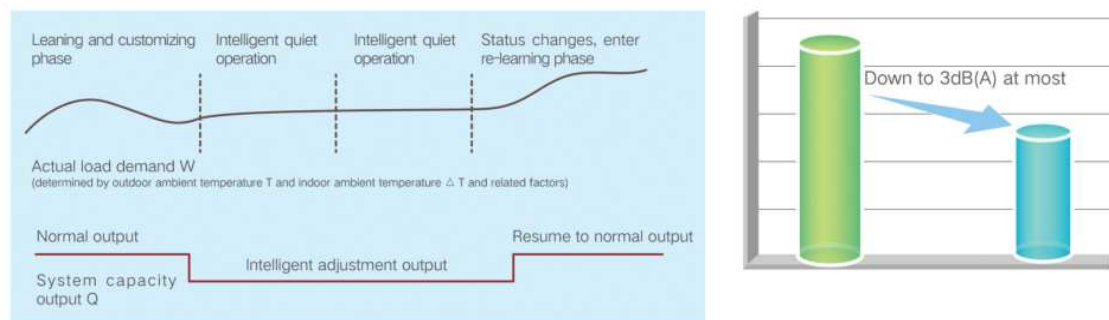 Leaning and customizing
phase
Intelligent quiet
operation
Intelligent quiet
operation
Status changes, enter
re-learning phase
Actual load demand W
(determined by outdoor ambient temperature T and indoor ambient temperature △ T and related factors)
Normal output
Resume to normal output
Intelligent adjustment output
System capacity
output Q
Down to 3dB(A) at most